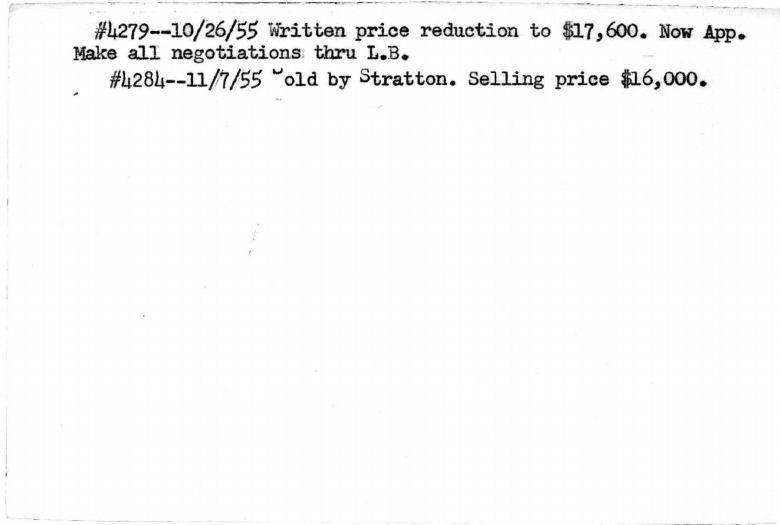 #4279--10/26/55 Written price reduction to $17,600. Now App.
Make all negotiations thru L.B.
#4284--11/7/55 Sold by Stratton. Selling price $16,000.